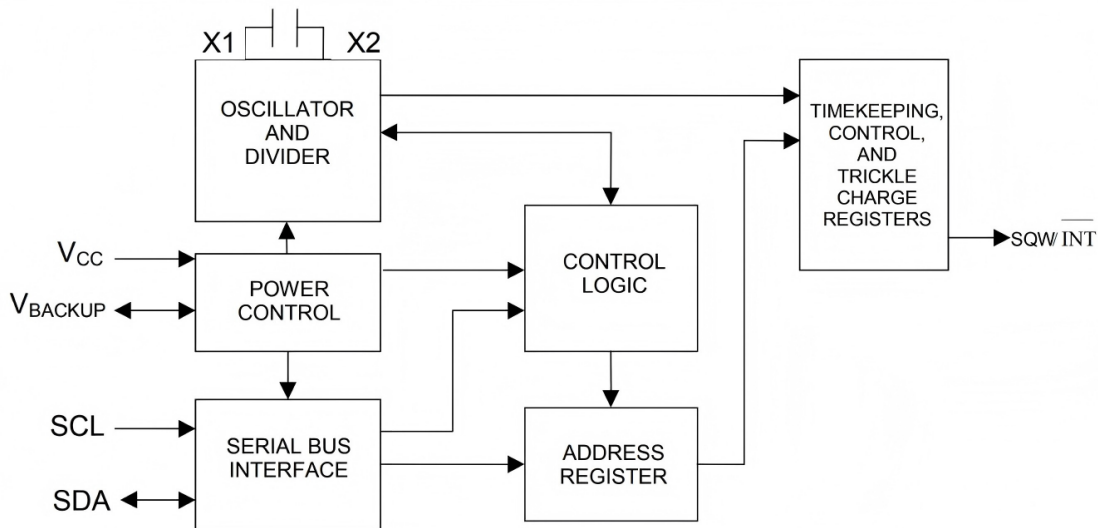 X1 X2
OSCILLATOR
AND
DIVIDER
TIMEKEEPING,
CONTROL,
AND
TRICKLE
CHARGE
REGISTERS
SQW/INT
VCC
VBACKUP
POWER
CONTROL
CONTROL
LOGIC
SCL
SDA
SERIAL BUS
INTERFACE
ADDRESS
REGISTER